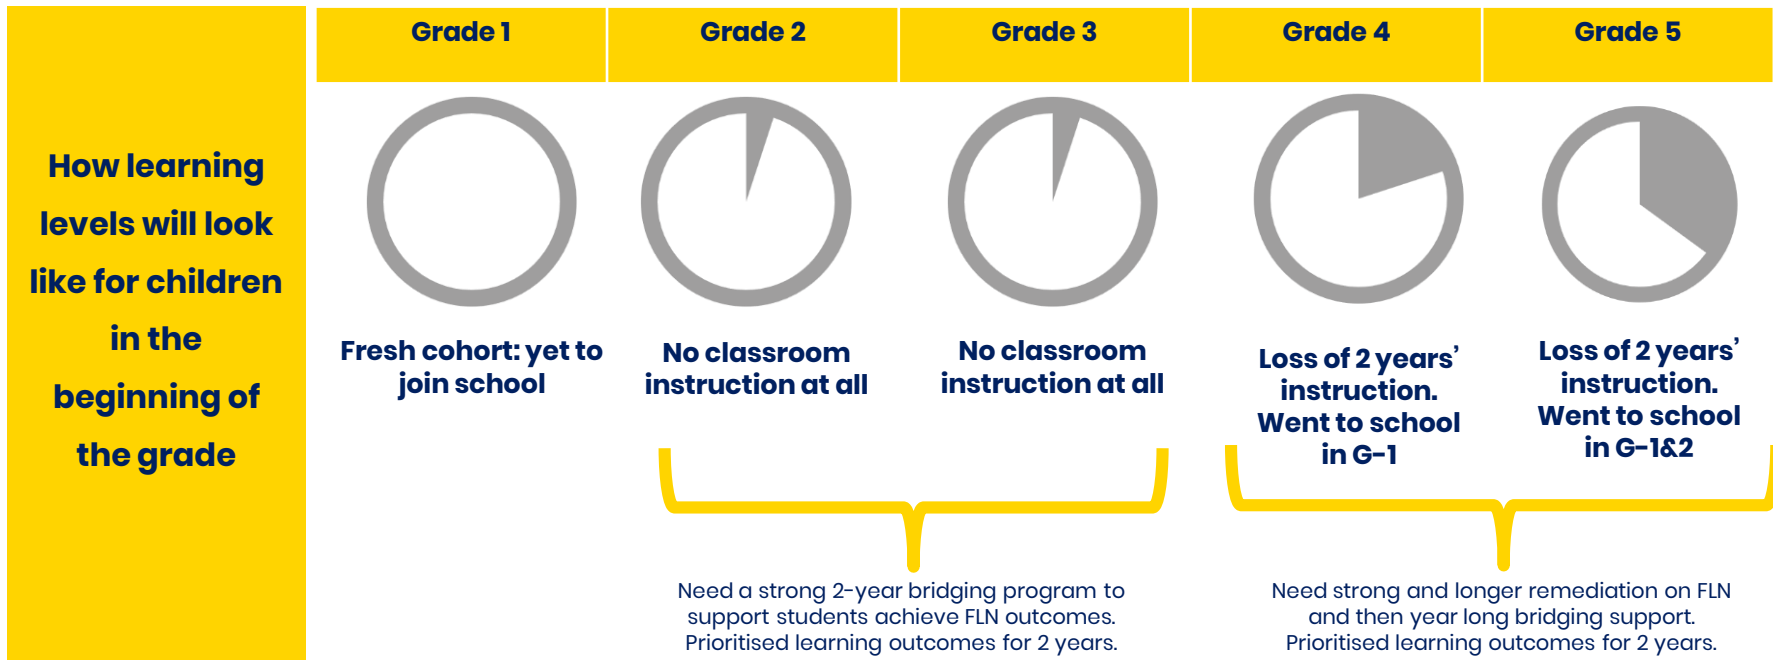 How learning
levels will look
like for children
in the
beginning of
the grade
Grade 1
Grade 2
Grade 3
Grade 4
Grade 5
Fresh cohort: yet to
join school
No classroom
instruction at all
No classroom
instruction at all
Loss of 2 years’
instruction.
Went to school
in G-1
Loss of 2 years’
instruction.
Went to school
in G-1&2
Need a strong 2-year bridging program to
support students achieve FLN outcomes.
Prioritised learning outcomes for 2 years.
Need strong and longer remediation on FLN
and then year long bridging support.
Prioritised learning outcomes for 2 years.